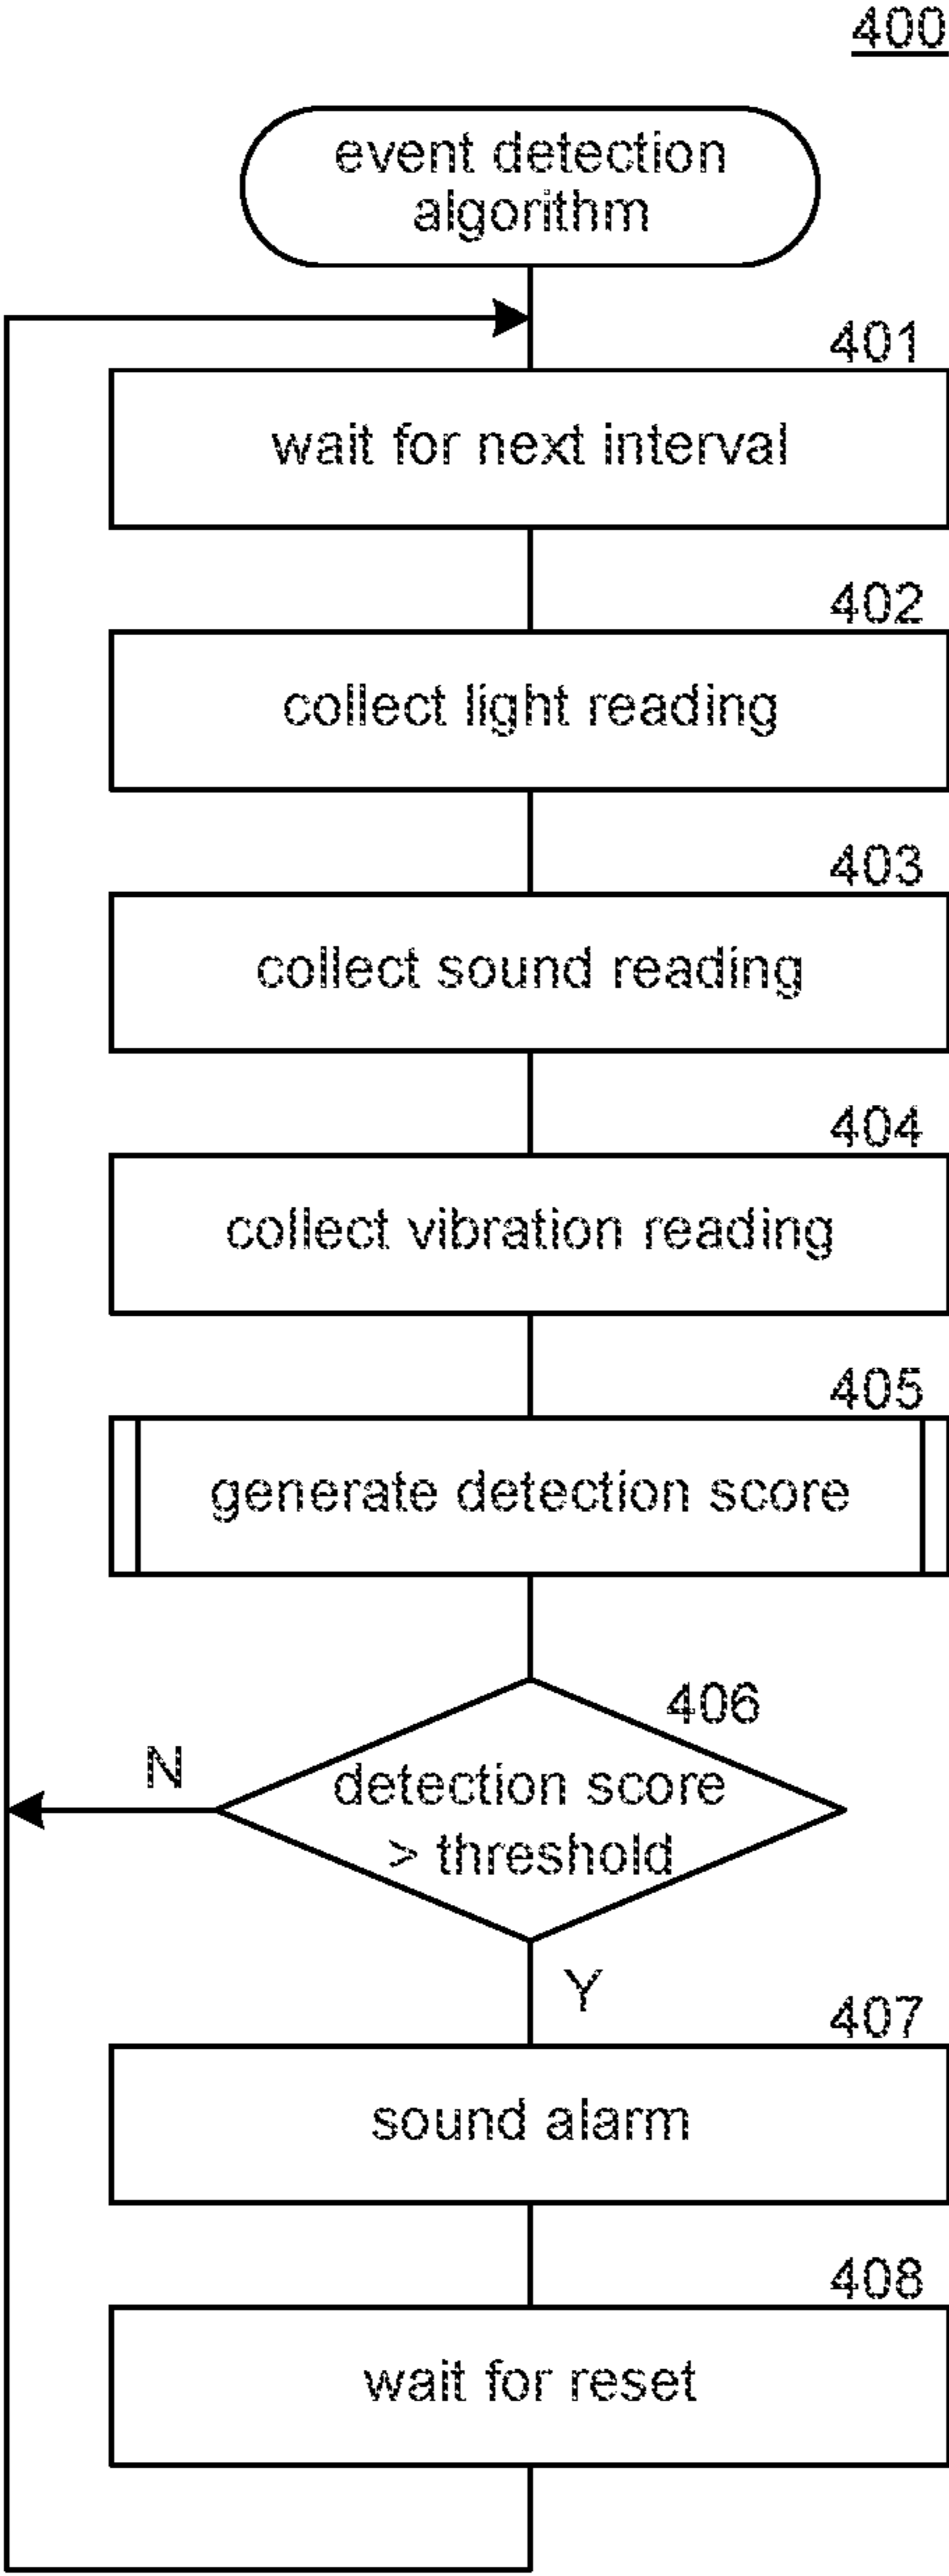 400
event detection
algorithm
401
wait for next interval
402
collect light reading
403
collect sound reading
404
collect vibration reading
405
generate detection score
406
N
detection score
> threshold
Y
407
sound alarm
408
wait for reset